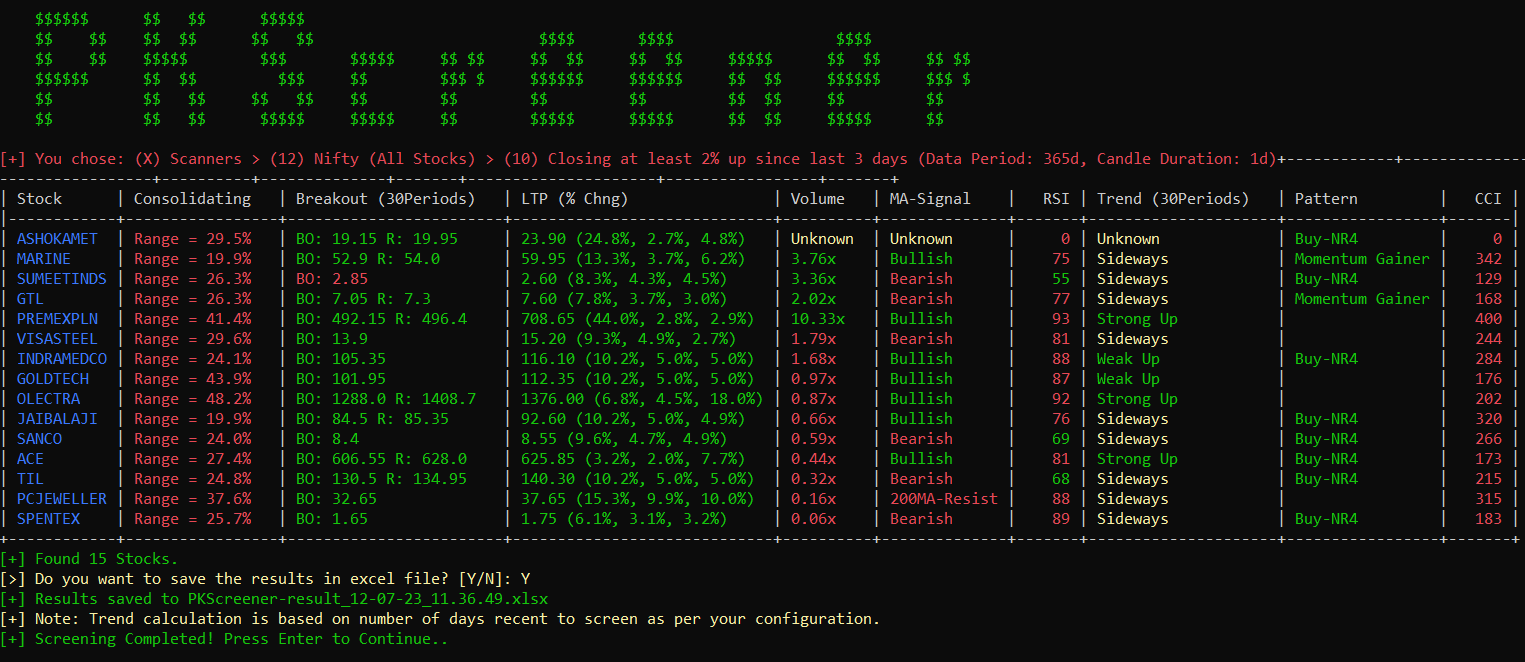 PKScreener
[+] You chose: (X) Scanners > (12) Nifty (All Stocks) > (10) Closing at least 2% up since last 3 days (Data Period: 365d, Candle Duration: 1d)
| Stock | Consolidating | Breakout (30Periods) | LTP (% Chng) | Volume | MA-Signal | RSI | Trend (30Periods) | Pattern | CCI |
| ASHOKAMET | Range = 29.5% | BO: 19.15 R: 19.95 | 23.90 (24.8%, 2.7%, 4.8%) | Unknown | Unknown | 0 | Unknown | Buy-NR4 | 0 |
| MARINE | Range = 19.9% | BO: 52.9 R: 54.0 | 59.95 (13.3%, 3.7%, 6.2%) | 3.76x | Bullish | 75 | Sideways | Momentum Gainer | 342 |
| SUMEETINDS | Range = 26.3% | BO: 2.85 | 2.60 (8.3%, 4.3%, 4.5%) | 3.36x | Bearish | 55 | Sideways | Buy-NR4 | 129 |
| GTL | Range = 26.3% | BO: 7.05 R: 7.3 | 7.60 (7.8%, 3.7%, 3.0%) | 2.02x | Bearish | 77 | Sideways | Momentum Gainer | 168 |
| PREMEXPLN | Range = 41.4% | BO: 492.15 R: 496.4 | 708.65 (44.0%, 2.8%, 2.9%) | 10.33x | Bullish | 93 | Strong Up | | 400 |
| VISASTEEL | Range = 29.6% | BO: 13.9 | 15.20 (9.3%, 4.9%, 2.7%) | 1.79x | Bearish | 81 | Sideways | | 244 |
| INDRAMEDCO | Range = 24.1% | BO: 105.35 | 116.10 (10.2%, 5.0%, 5.0%) | 1.68x | Bullish | 88 | Weak Up | Buy-NR4 | 284 |
| GOLDTECH | Range = 43.9% | BO: 101.95 | 112.35 (10.2%, 5.0%, 5.0%) | 0.97x | Bullish | 87 | Weak Up | | 176 |
| OLECTRA | Range = 48.2% | BO: 1288.0 R: 1408.7 | 1376.00 (6.8%, 4.5%, 18.0%) | 0.87x | Bullish | 92 | Strong Up | | 202 |
| JAIBALAJI | Range = 19.9% | BO: 84.5 R: 85.35 | 92.60 (10.2%, 5.0%, 4.9%) | 0.66x | Bullish | 76 | Sideways | Buy-NR4 | 320 |
| SANCO | Range = 24.0% | BO: 8.4 | 8.55 (9.6%, 4.7%, 4.9%) | 0.59x | Bearish | 69 | Sideways | Buy-NR4 | 266 |
| ACE | Range = 27.4% | BO: 606.55 R: 628.0 | 625.85 (3.2%, 2.0%, 7.7%) | 0.44x | Bullish | 81 | Strong Up | Buy-NR4 | 173 |
| TIL | Range = 24.8% | BO: 130.5 R: 134.95 | 140.30 (10.2%, 5.0%, 5.0%) | 0.32x | Bearish | 68 | Sideways | Buy-NR4 | 215 |
| PCJEWELLER | Range = 37.6% | BO: 32.65 | 37.65 (15.3%, 9.9%, 10.0%) | 0.16x | 200MA-Resist | 88 | Sideways | | 315 |
| SPENTEX | Range = 25.7% | BO: 1.65 | 1.75 (6.1%, 3.1%, 3.2%) | 0.06x | Bearish | 89 | Sideways | Buy-NR4 | 183 |
[+] Found 15 Stocks.
[>] Do you want to save the results in excel file? [Y/N]: Y
[+] Results saved to PKScreener-result_12-07-23_11.36.49.xlsx
[+] Note: Trend calculation is based on number of days recent to screen as per your configuration.
[+] Screening Completed! Press Enter to Continue..